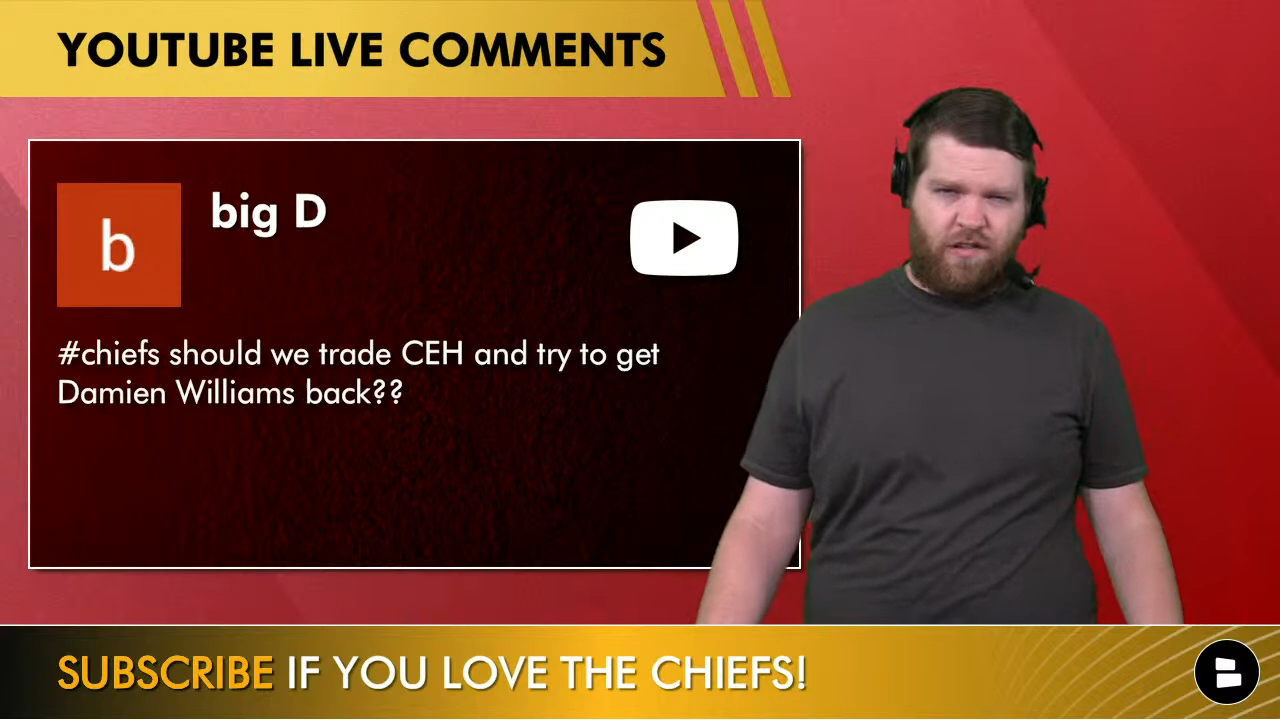 YOUTUBE LIVE COMMENTS
b
big D
#chiefs should we trade CEH and try to get
Damien Williams back??
SUBSCRIBE IF YOU LOVE THE CHIEFS!